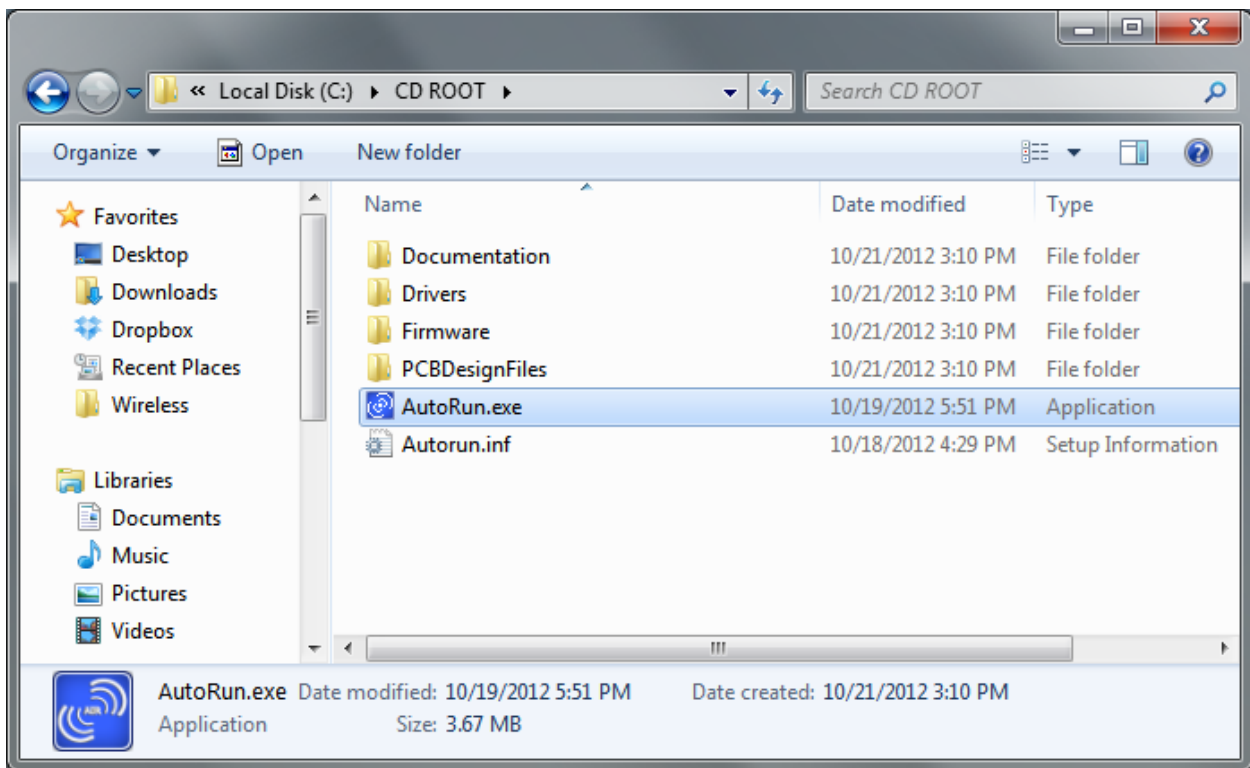 « Local Disk (C:) ▸ CD ROOT ▸ Search CD ROOT
Organize Open New folder
Name Date modified Type
Favorites
Desktop
Downloads
Dropbox
Recent Places
Wireless
Libraries
Documents
Music
Pictures
Videos
Documentation 10/21/2012 3:10 PM File folder
Drivers 10/21/2012 3:10 PM File folder
Firmware 10/21/2012 3:10 PM File folder
PCBDesignFiles 10/21/2012 3:10 PM File folder
AutoRun.exe 10/19/2012 5:51 PM Application
Autorun.inf 10/18/2012 4:29 PM Setup Information
AutoRun.exe Date modified: 10/19/2012 5:51 PM Date created: 10/21/2012 3:10 PM
Application Size: 3.67 MB